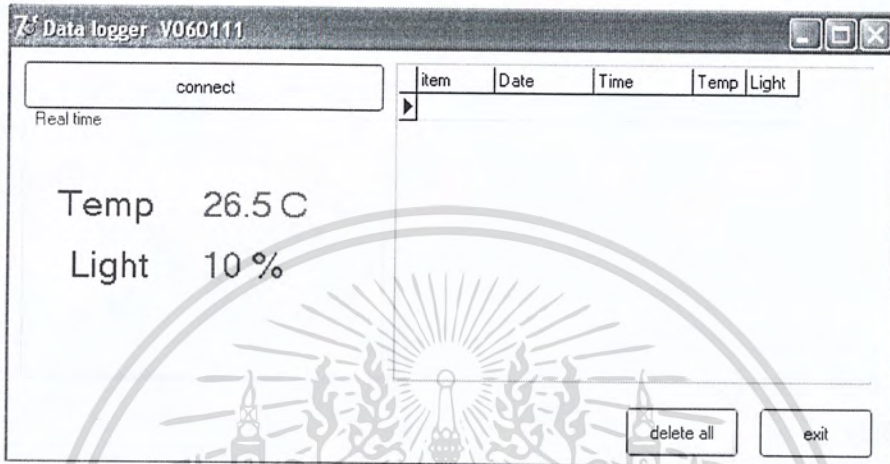 Data logger V060111
connect
Real time
Temp 26.5 C
Light 10 %
item Date Time Temp Light
delete all
exit